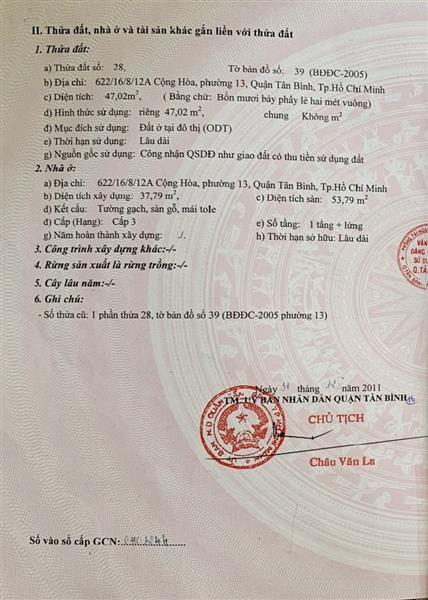 II. Thửa đất, nhà ở và tài sản khác gắn liền với thửa đất
1. Thửa đất:
a) Thửa đất số: 28, Tờ bản đồ số: 39 (BĐĐC-2005)
b) Địa chỉ: 622/16/8/12A Cộng Hòa, phường 13, Quận Tân Bình, Tp.Hồ Chí Minh
c) Diện tích: 47,02m², ( Bằng chữ: Bốn mươi bảy phẩy lẻ hai mét vuông)
d) Hình thức sử dụng: riêng 47,02 m² chung Không m²
đ) Mục đích sử dụng: Đất ở tại đô thị (ODT)
e) Thời hạn sử dụng: Lâu dài
g) Nguồn gốc sử dụng: Công nhận QSDĐ như giao đất có thu tiền sử dụng đất
2. Nhà ở:
a) Địa chỉ: 622/16/8/12A Cộng Hòa, phường 13, Quận Tân Bình, Tp.Hồ Chí Minh
b) Diện tích xây dựng: 37,79 m², c) Diện tích sàn: 53,79 m²
d) Kết cấu: Tường gạch, sàn gỗ, mái tole
đ) Cấp (Hạng): Cấp 3 e) Số tầng: 1 tầng + lửng
g) Năm hoàn thành xây dựng: ./. h) Thời hạn sở hữu: Lâu dài
3. Công trình xây dựng khác:-/-
4. Rừng sản xuất là rừng trồng:-/-
5. Cây lâu năm:-/-
6. Ghi chú:
- Số thửa cũ: 1 phần thửa 28, tờ bản đồ số 39 (BĐĐC-2005 phường 13)
Ngày 31 tháng 12 năm 2011
TM. ỦY BAN NHÂN DÂN QUẬN TÂN BÌNH
CHỦ TỊCH
Châu Văn La
Số vào sổ cấp GCN: